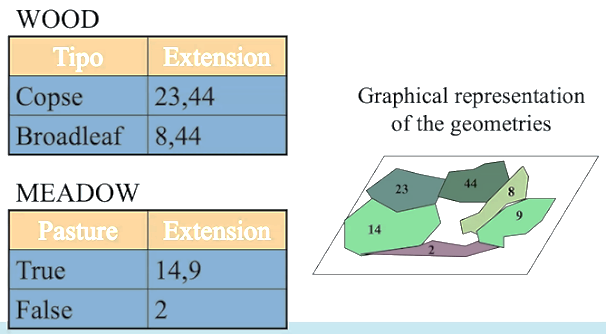 WOOD
Tipo Extension
Copse 23,44
Broadleaf 8,44
MEADOW
Pasture Extension
True 14,9
False 2
Graphical representation
of the geometries
23
44
8
14
9
2